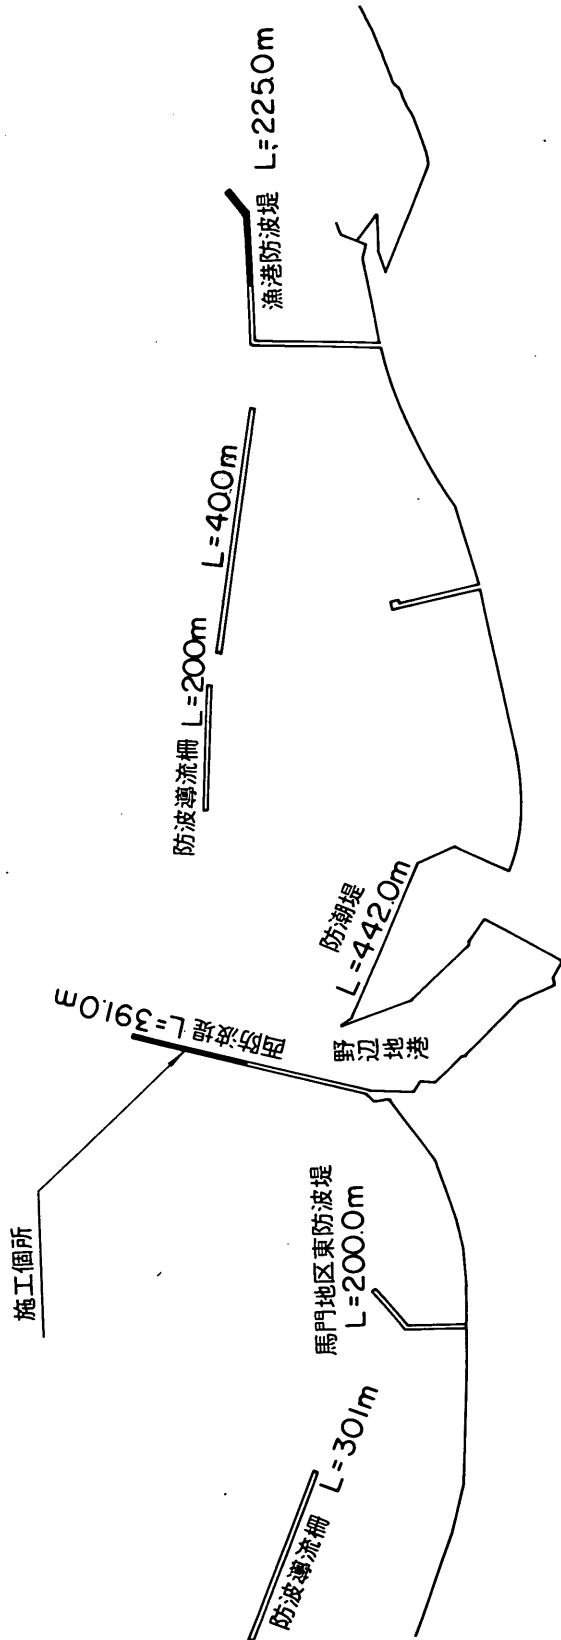 施工個所
西防波堤 L=391.0m
防波導流柵 L=200m
L=400m
漁港防波堤 L=225.0m
防潮堤
L=442.0m
野辺地港
馬門地区東防波堤
L=200.0m
防波導流柵 L=301m